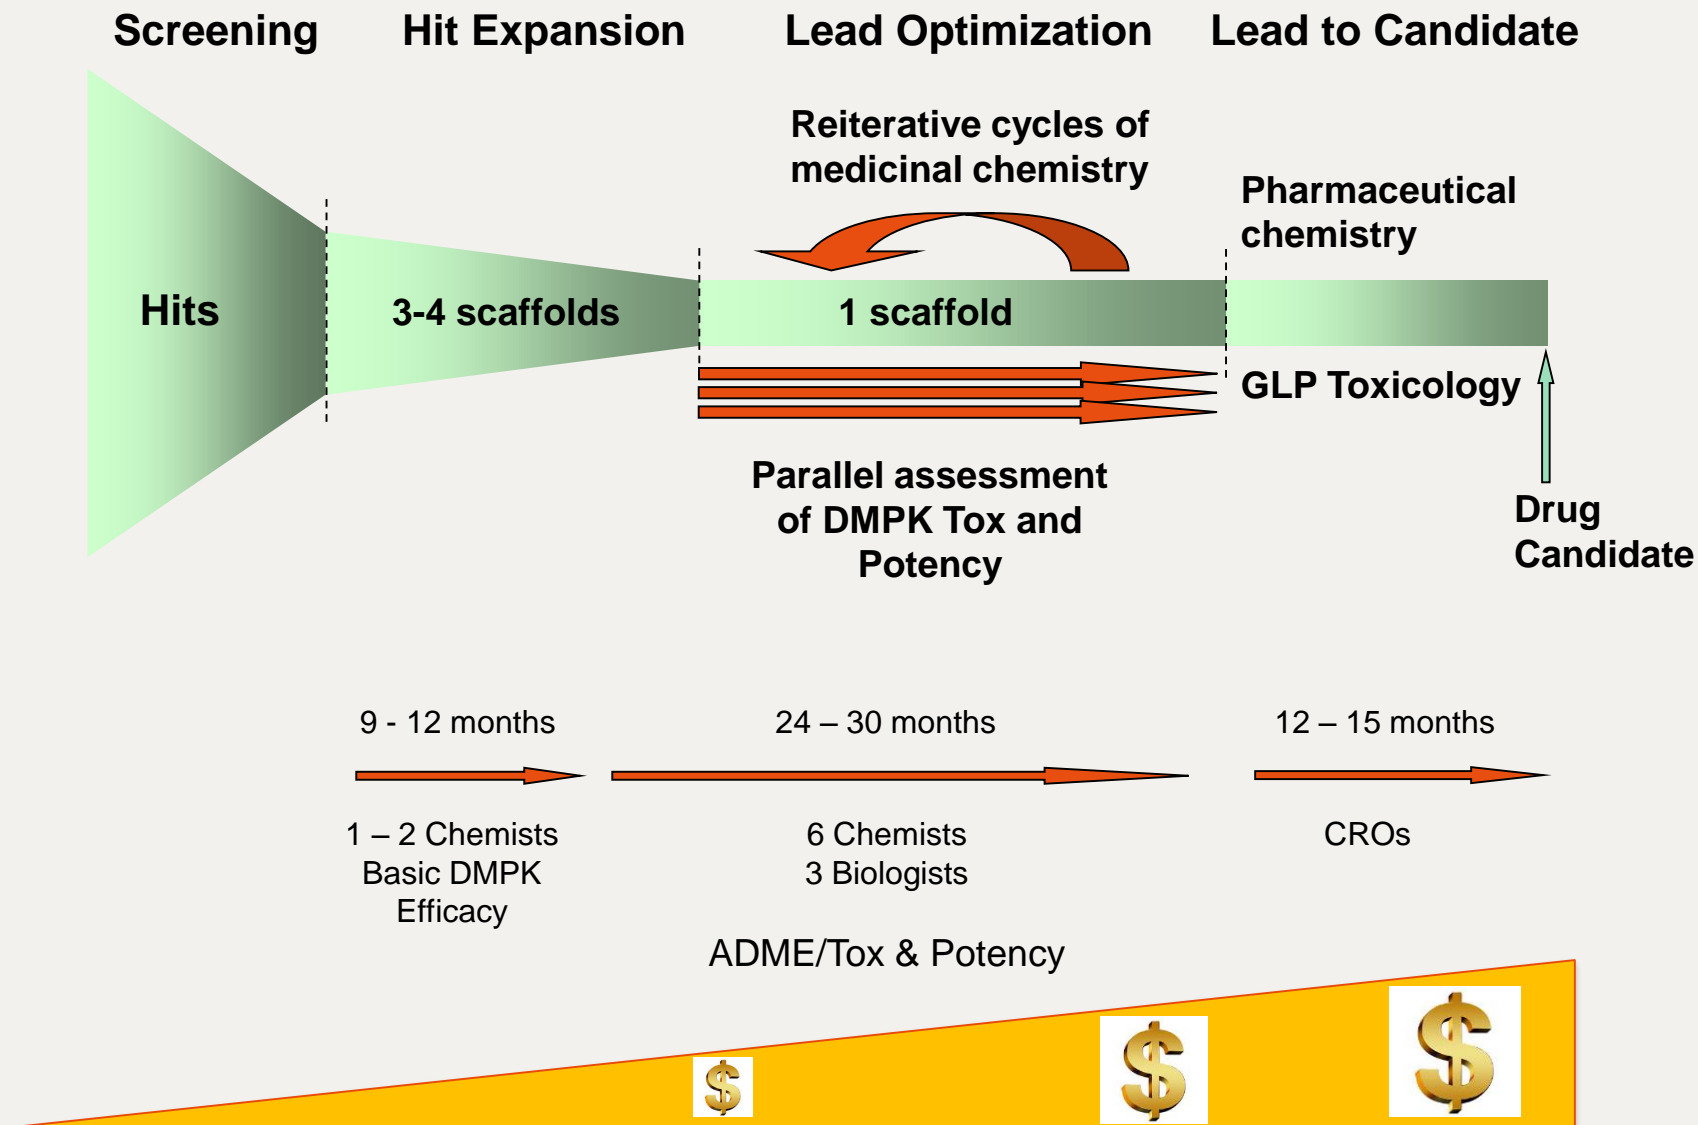 Screening
Hit Expansion
Lead Optimization
Lead to Candidate
Reiterative cycles of
medicinal chemistry
Pharmaceutical
chemistry
Hits
3-4 scaffolds
1 scaffold
GLP Toxicology
Parallel assessment
of DMPK Tox and
Potency
Drug
Candidate
9 - 12 months
24 – 30 months
12 – 15 months
1 – 2 Chemists
Basic DMPK
Efficacy
6 Chemists
3 Biologists
CROs
ADME/Tox & Potency
$
$
$